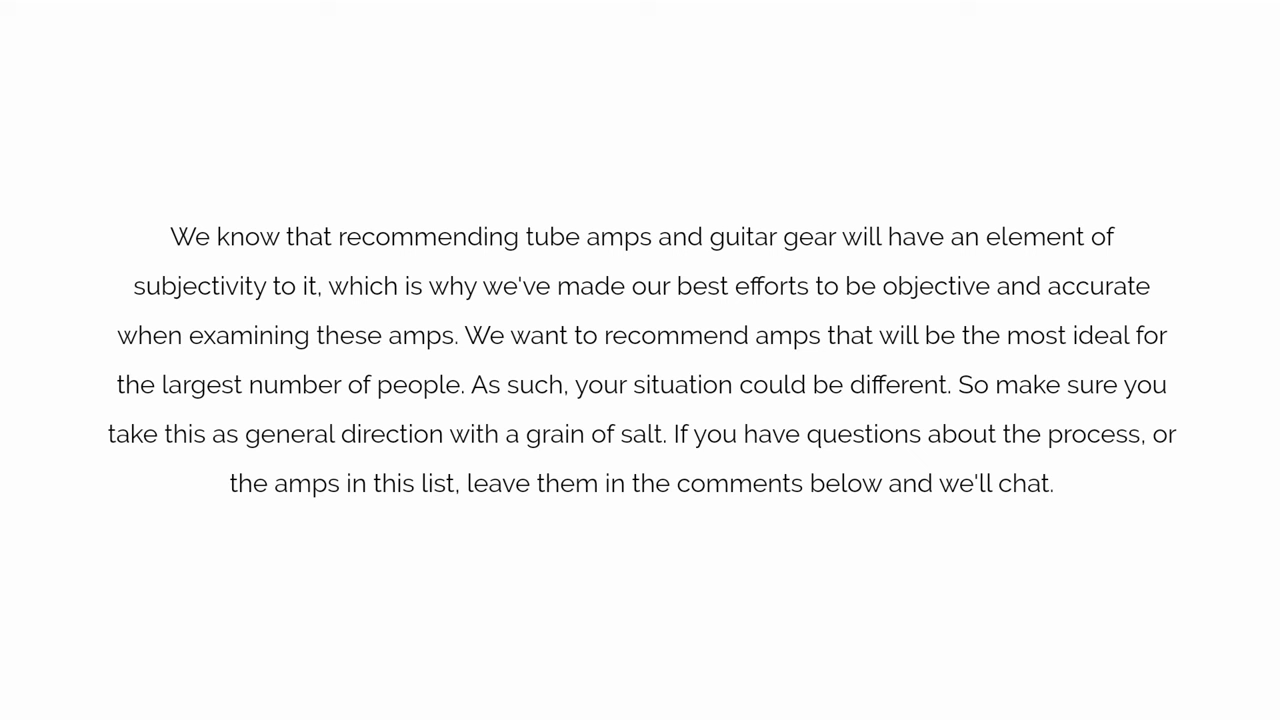 We know that recommending tube amps and guitar gear will have an element of
subjectivity to it, which is why we've made our best efforts to be objective and accurate
when examining these amps. We want to recommend amps that will be the most ideal for
the largest number of people. As such, your situation could be different. So make sure you
take this as general direction with a grain of salt. If you have questions about the process, or
the amps in this list, leave them in the comments below and we'll chat.